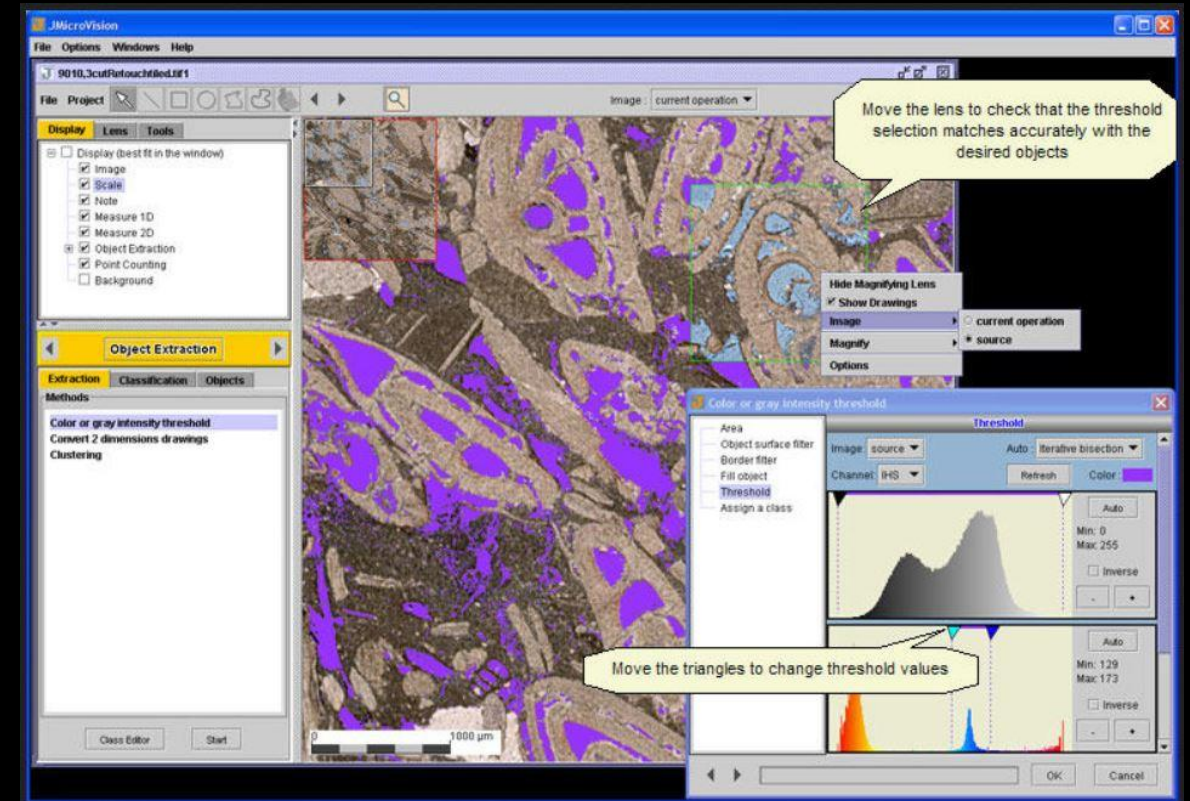 JMicroVision
File Options Windows Help
9010,3cutRetouchtiled.tif1
File Project
Image : current operation
Move the lens to check that the threshold
selection matches accurately with the
desired objects
Display Lens Tools
Display (best fit in the window)
Image
Scale
Note
Measure 1D
Measure 2D
Object Extraction
Point Counting
Background
Hide Magnifying Lens
Show Drawings
Image
current operation
source
Magnify
Options
Object Extraction
Extraction Classification Objects
Methods
Color or gray intensity threshold
Convert 2 dimensions drawings
Clustering
Color or gray intensity threshold
Area
Object surface filter
Border filter
Fill object
Threshold
Assign a class
Threshold
Image: source Auto : Iterative bisection
Channel: IHS Refresh Color :
Auto
Min: 0
Max: 255
Inverse
- +
Move the triangles to change threshold values
Auto
Min: 129
Max: 173
Inverse
- +
0 1000 µm
Class Editor Start
OK Cancel